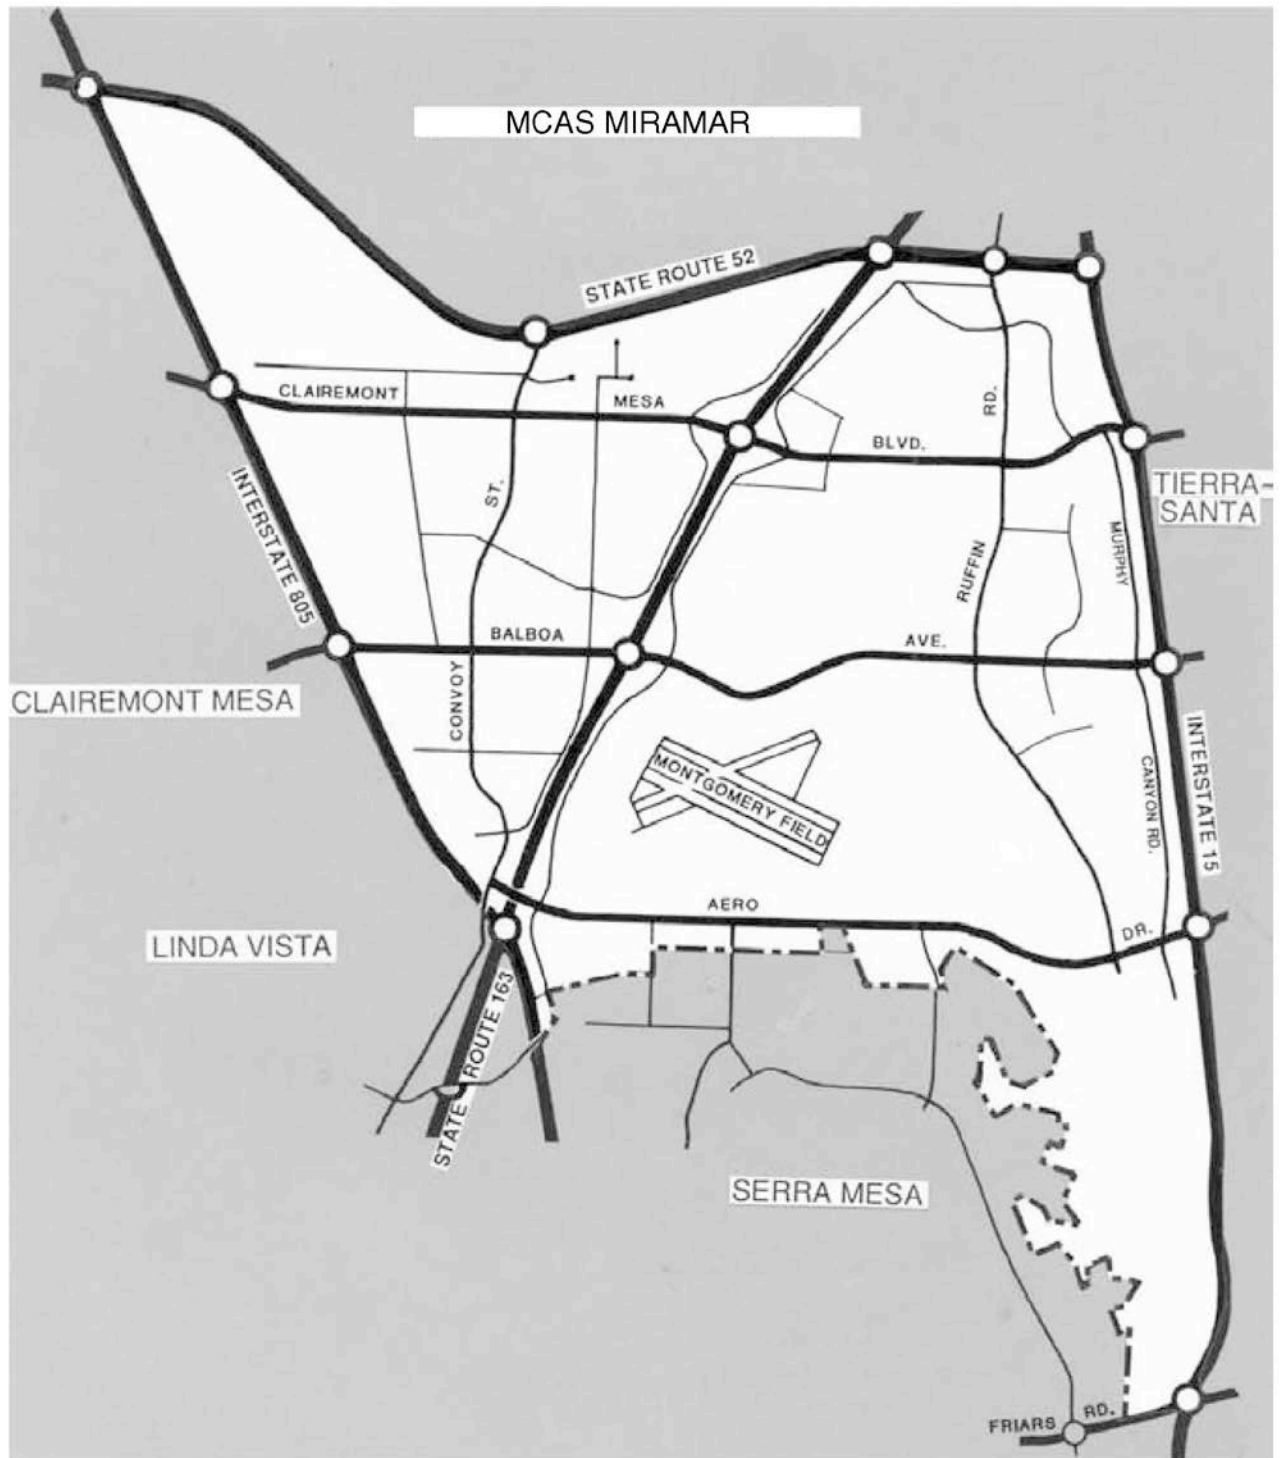 MCAS MIRAMAR
STATE ROUTE 52
CLAIREMONT
MESA
BLVD.
RD.
ST.
TIERRA-
SANTA
INTERSTATE 805
MURPHY
RUFFIN
BALBOA
AVE.
CLAIREMONT MESA
CONVOY
MONTGOMERY FIELD
CANYON RD.
INTERSTATE 15
AERO
DR.
LINDA VISTA
STATE ROUTE 163
SERRA MESA
FRIARS
RD.